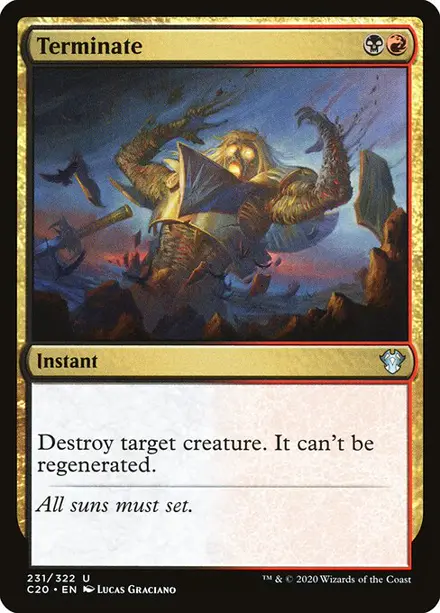 Terminate
Instant
Destroy target creature. It can't be
regenerated.
All suns must set.
231/322 U
C20 • EN Lucas Graciano
™ & © 2020 Wizards of the Coast